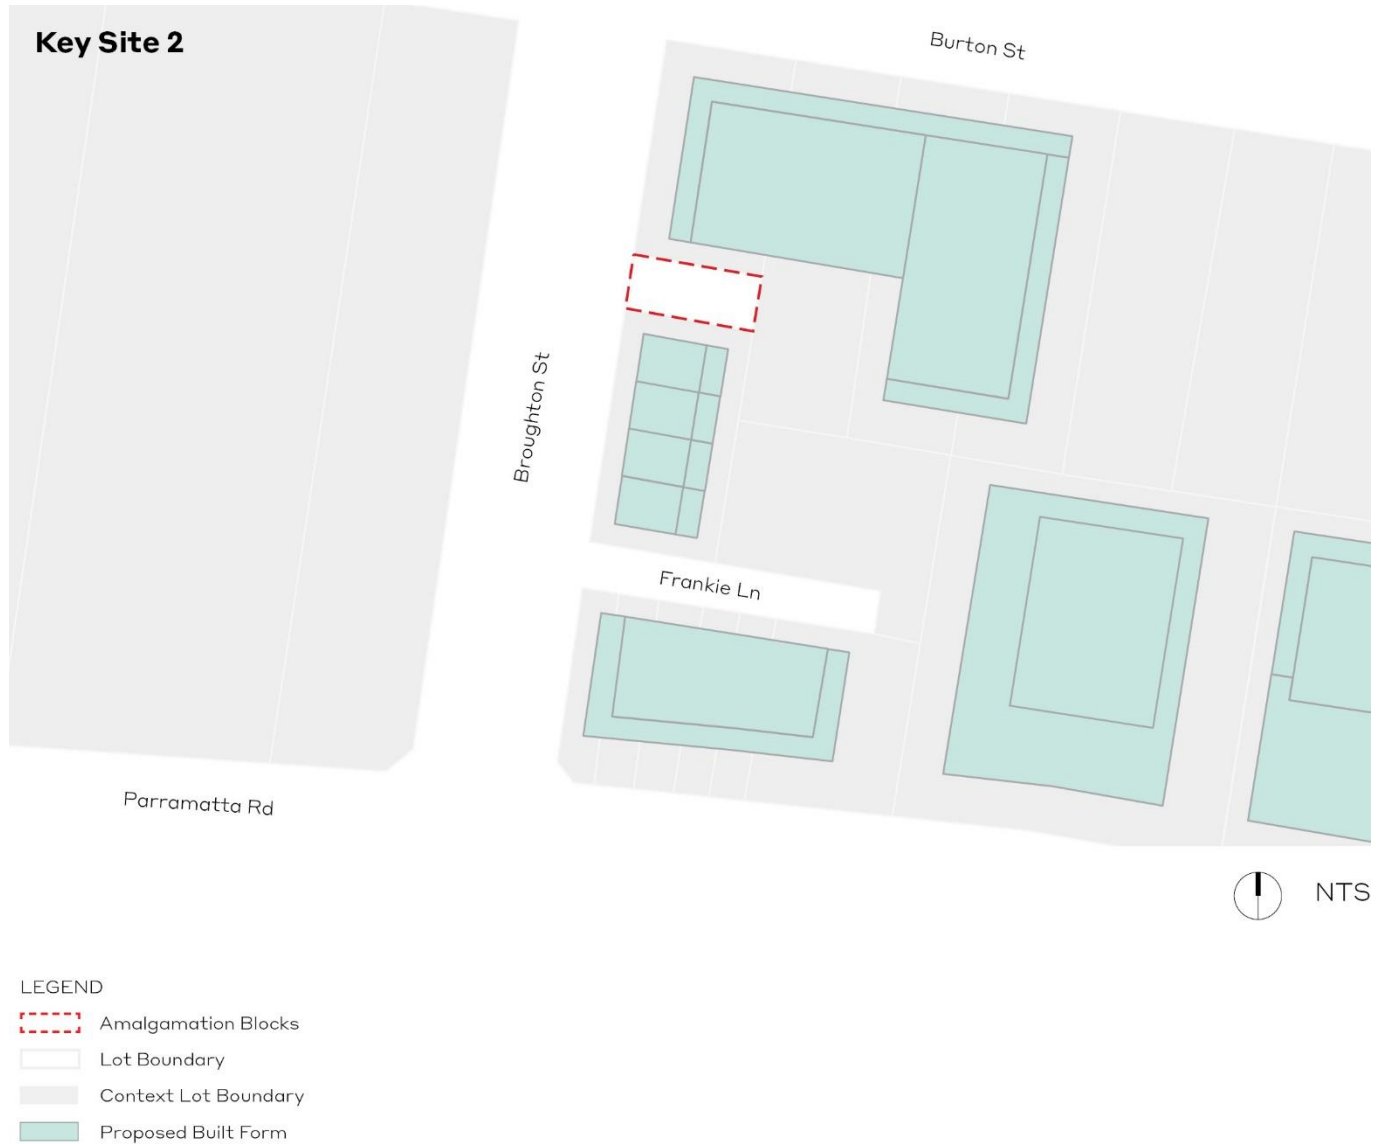 Key Site 2
Burton St
Broughton St
Frankie Ln
Parramatta Rd
NTS
LEGEND
Amalgamation Blocks
Lot Boundary
Context Lot Boundary
Proposed Built Form